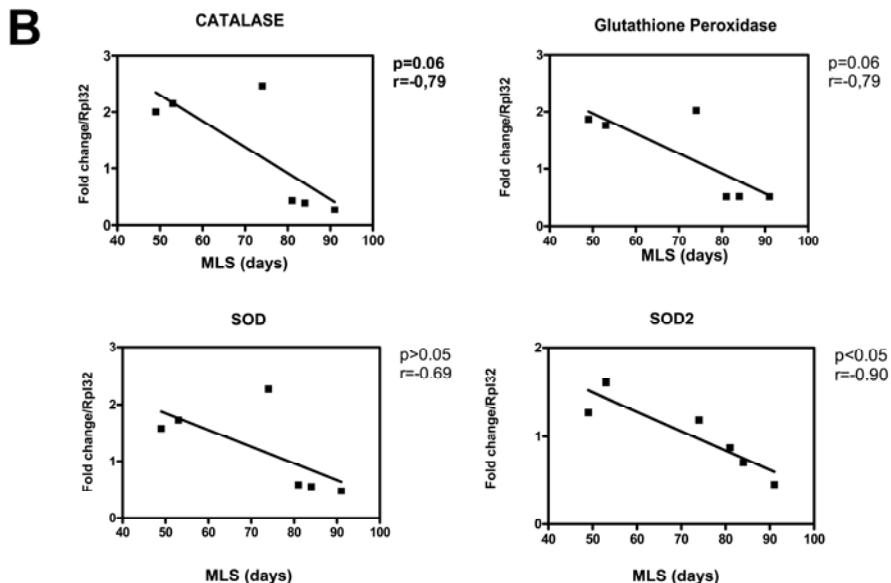 B
CATALASE
p=0.06
r=-0,79
Fold change/Rpl32
3
2
1
0
40 50 60 70 80 90 100
MLS (days)
Glutathione Peroxidase
p=0.06
r=-0,79
Fold change/Rpl32
3
2
1
0
40 50 60 70 80 90 100
MLS (days)
SOD
p>0.05
r=-0.69
Fold change/Rpl32
3
2
1
0
40 50 60 70 80 90 100
MLS (days)
SOD2
p<0.05
r=-0.90
Fold change/Rpl32
2
1
0
40 50 60 70 80 90 100
MLS (days)